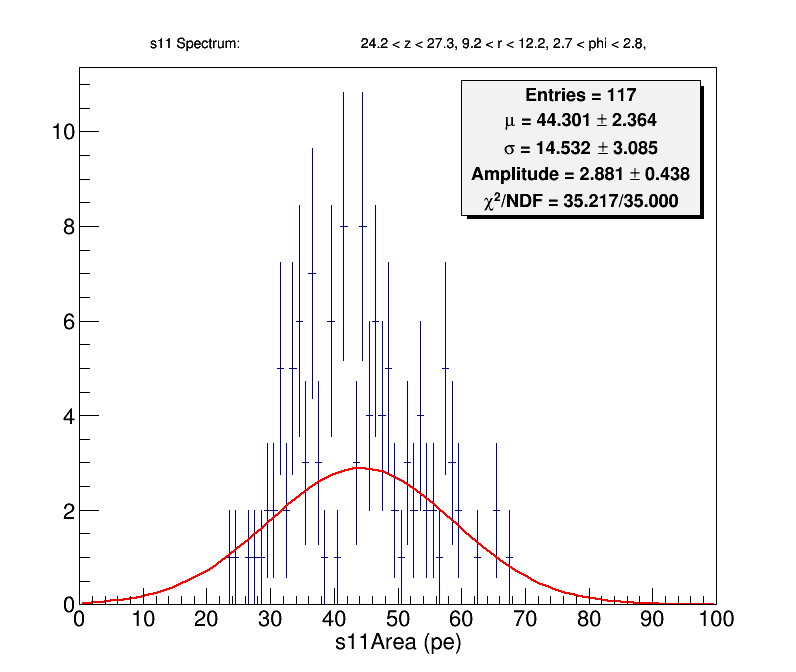 s11 Spectrum: 24.2 < z < 27.3, 9.2 < r < 12.2, 2.7 < phi < 2.8,
Entries = 117
μ = 44.301 ± 2.364
σ = 14.532 ± 3.085
Amplitude = 2.881 ± 0.438
χ²/NDF = 35.217/35.000
10
8
6
4
2
0
0 10 20 30 40 50 60 70 80 90 100
s11Area (pe)